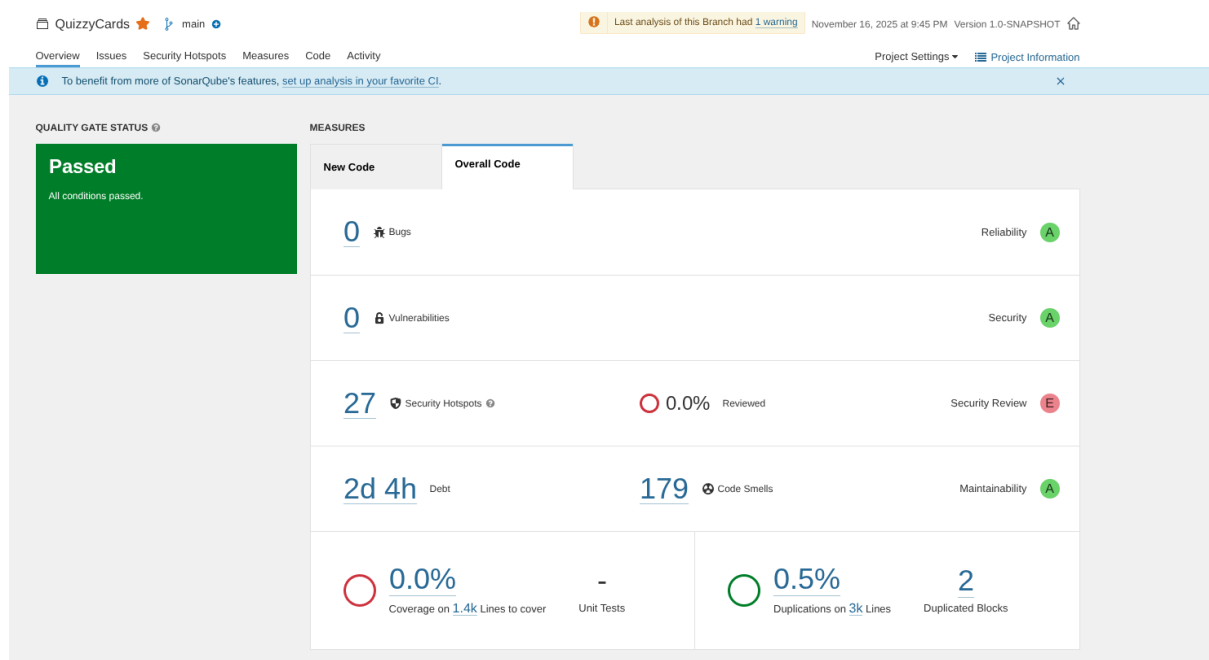 QuizzyCards main Last analysis of this Branch had 1 warning November 16, 2025 at 9:45 PM Version 1.0-SNAPSHOT
Overview Issues Security Hotspots Measures Code Activity Project Settings Project Information
To benefit from more of SonarQube's features, set up analysis in your favorite CI.
QUALITY GATE STATUS MEASURES
Passed
All conditions passed.
New Code Overall Code
0 Bugs Reliability A
0 Vulnerabilities Security A
27 Security Hotspots 0.0% Reviewed Security Review E
2d 4h Debt 179 Code Smells Maintainability A
0.0% - 0.5% 2
Coverage on 1.4k Lines to cover Unit Tests Duplications on 3k Lines Duplicated Blocks